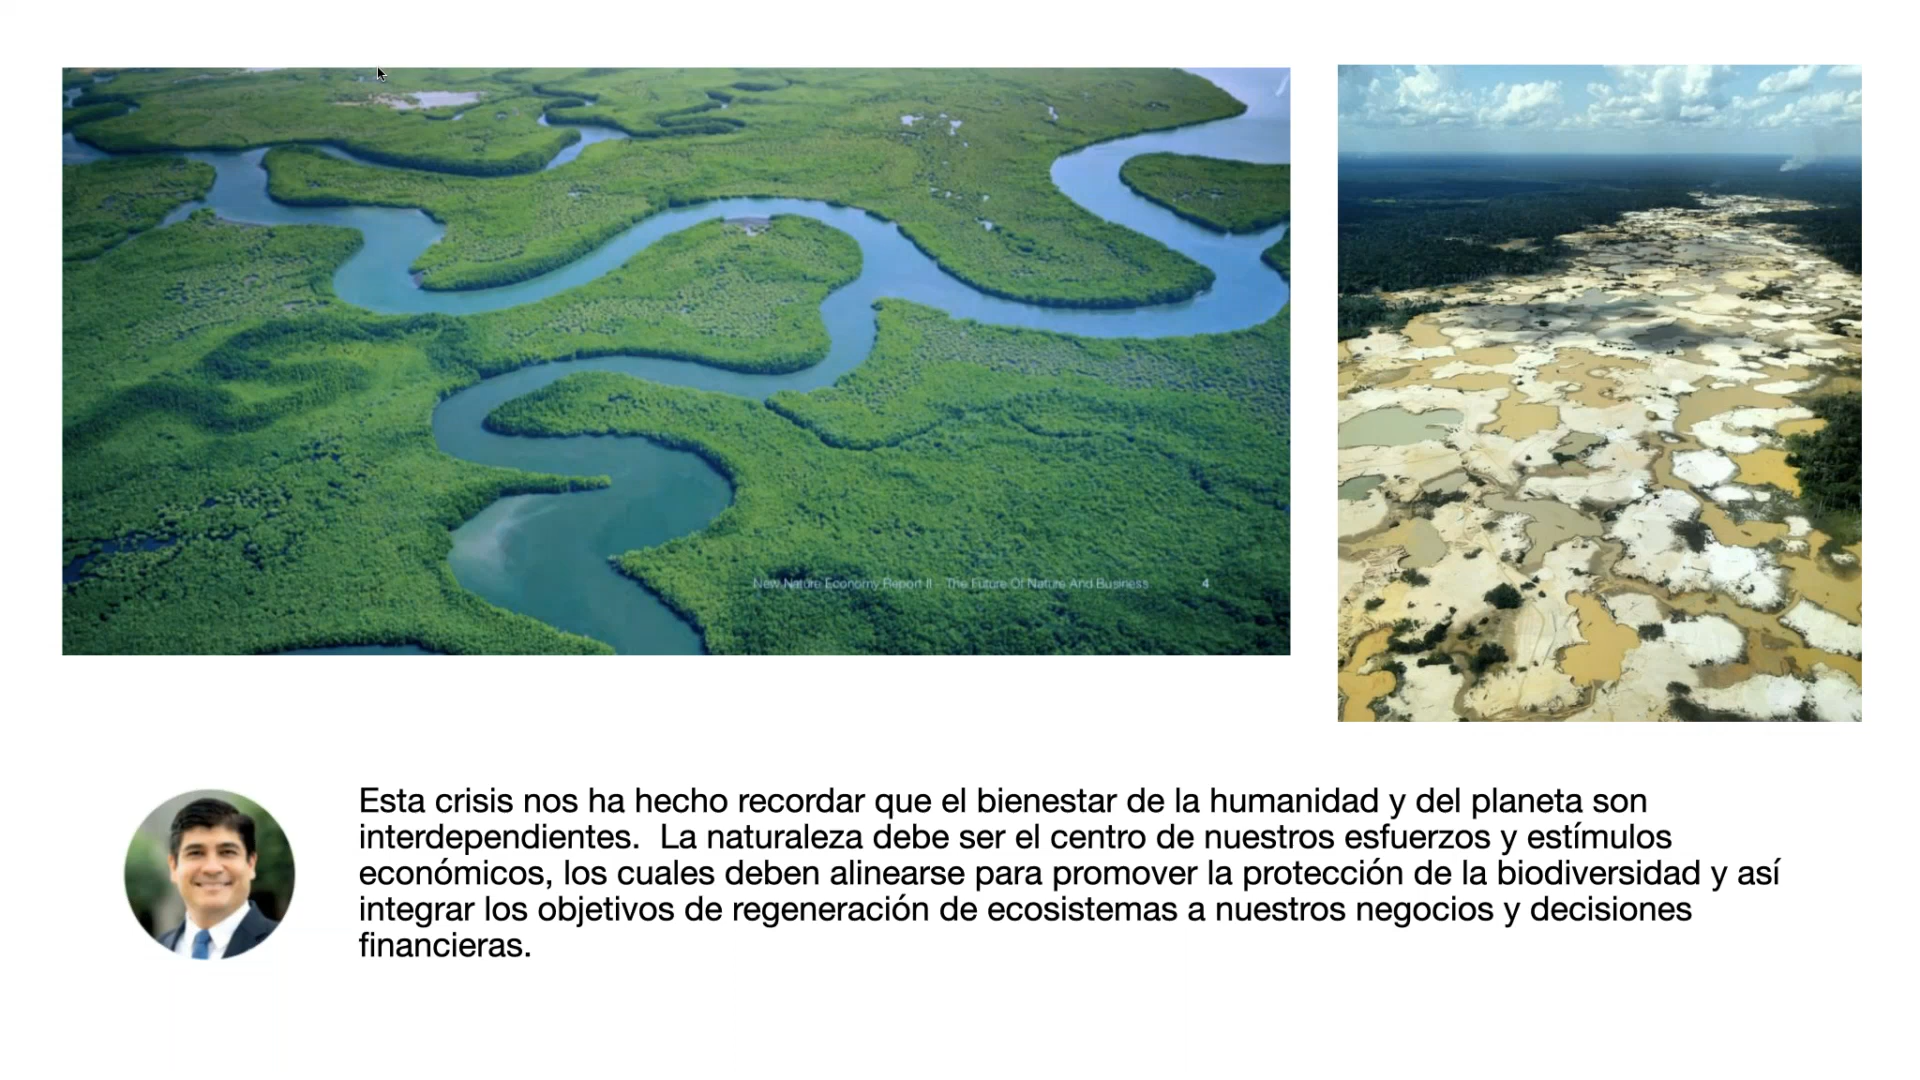 New Nature Economy Report II - The Future Of Nature And Business 4
Esta crisis nos ha hecho recordar que el bienestar de la humanidad y del planeta son
interdependientes.  La naturaleza debe ser el centro de nuestros esfuerzos y estímulos
económicos, los cuales deben alinearse para promover la protección de la biodiversidad y así
integrar los objetivos de regeneración de ecosistemas a nuestros negocios y decisiones
financieras.